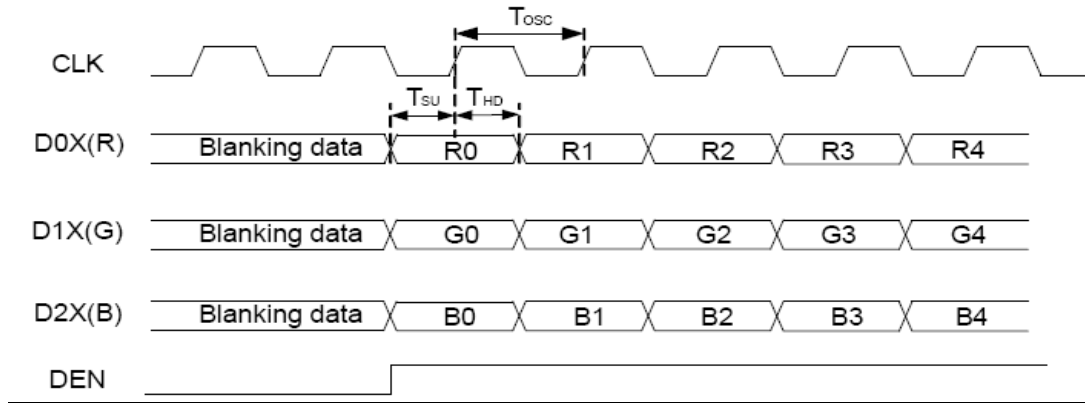 Tosc
CLK
TSU THD
D0X(R) Blanking data R0 R1 R2 R3 R4
D1X(G) Blanking data G0 G1 G2 G3 G4
D2X(B) Blanking data B0 B1 B2 B3 B4
DEN